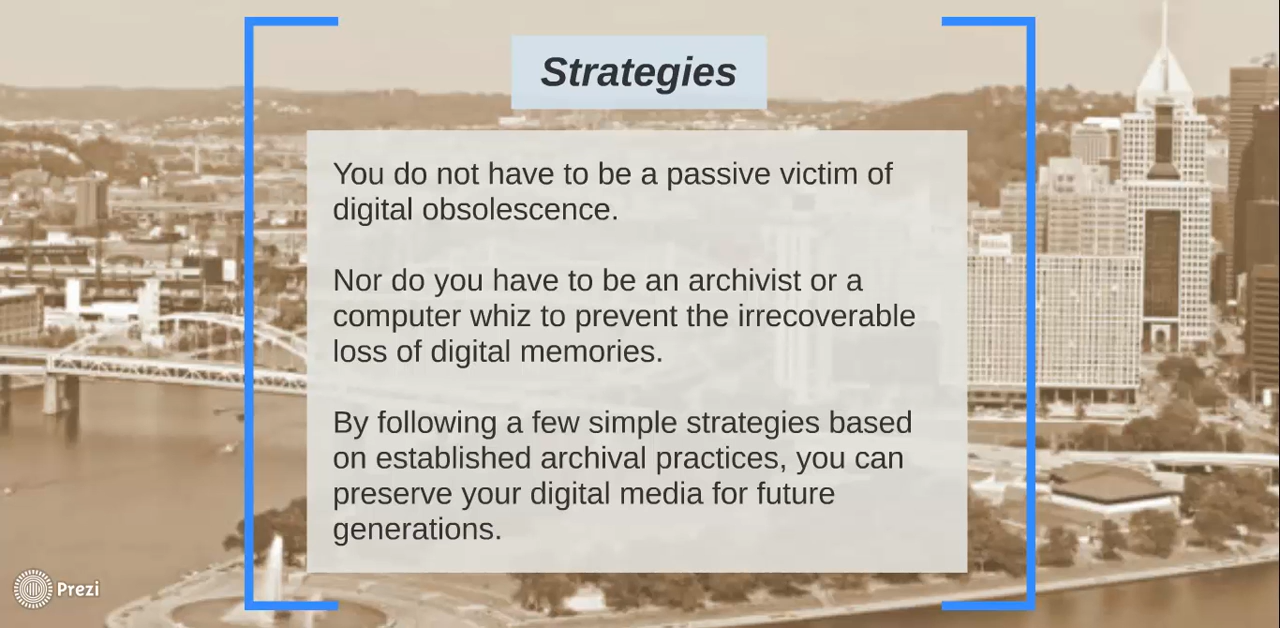 Strategies
You do not have to be a passive victim of
digital obsolescence.
Nor do you have to be an archivist or a
computer whiz to prevent the irrecoverable
loss of digital memories.
By following a few simple strategies based
on established archival practices, you can
preserve your digital media for future
generations.
Prezi